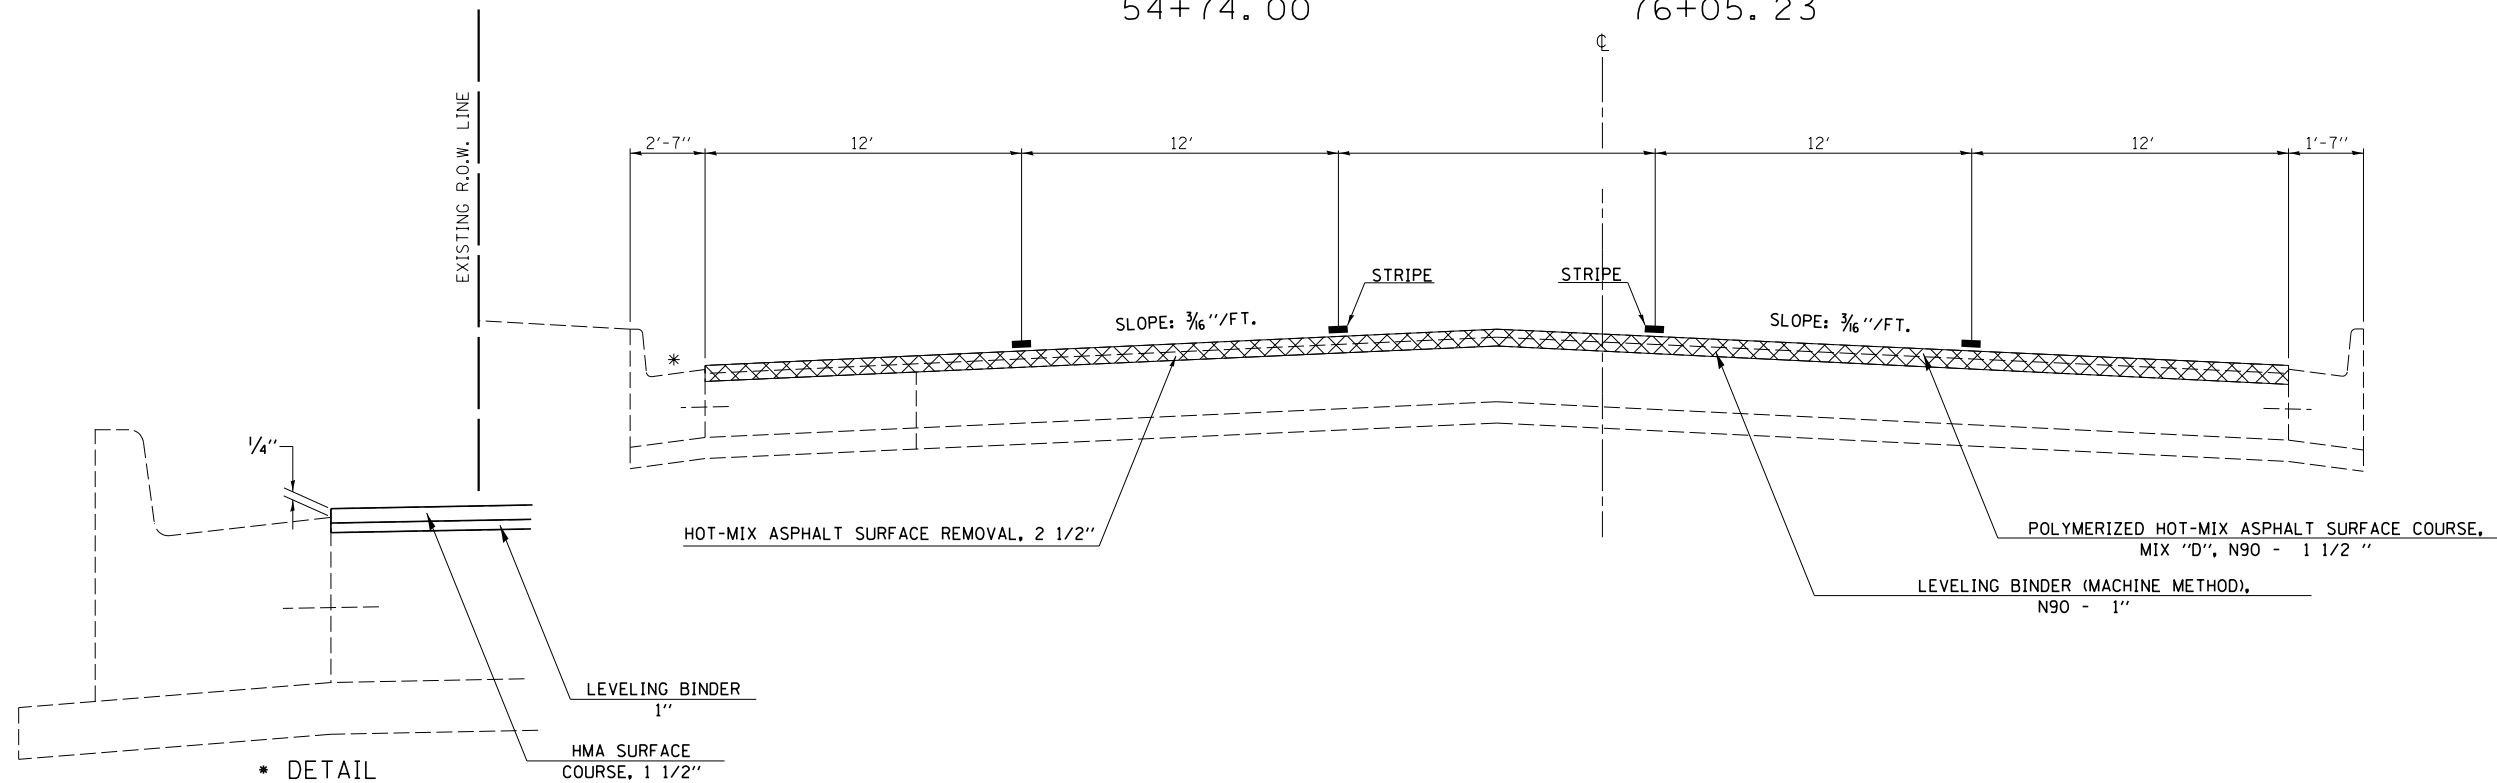 54+74.00 76+05.23
℄
EXISTING R.O.W. LINE
2'-7" 12' 12' 12' 12' 1'-7"
STRIPE STRIPE
SLOPE: 3/16"/FT. SLOPE: 3/16"/FT.
*
1/4"
HOT-MIX ASPHALT SURFACE REMOVAL, 2 1/2"
POLYMERIZED HOT-MIX ASPHALT SURFACE COURSE,
MIX "D", N90 - 1 1/2 "
LEVELING BINDER (MACHINE METHOD),
N90 - 1"
LEVELING BINDER
1"
HMA SURFACE
COURSE, 1 1/2"
* DETAIL